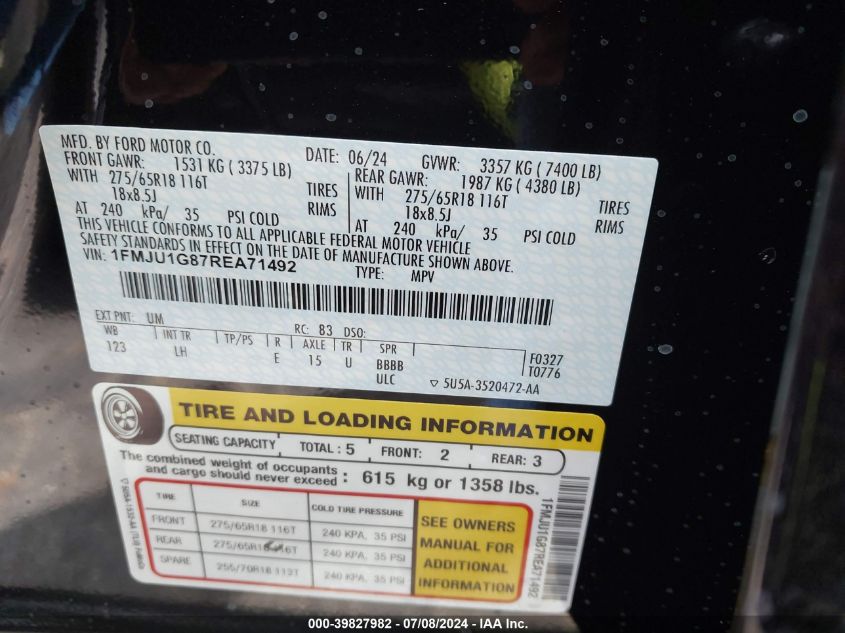 MFD. BY FORD MOTOR CO. DATE: 06/24 GVWR: 3357 KG ( 7400 LB)
FRONT GAWR: 1531 KG ( 3375 LB) REAR GAWR: 1987 KG ( 4380 LB)
WITH 275/65R18 116T TIRES WITH 275/65R18 116T TIRES
18x8.5J RIMS 18x8.5J RIMS
AT 240 kPa/ 35 PSI COLD AT 240 kPa/ 35 PSI COLD
THIS VEHICLE CONFORMS TO ALL APPLICABLE FEDERAL MOTOR VEHICLE
SAFETY STANDARDS IN EFFECT ON THE DATE OF MANUFACTURE SHOWN ABOVE.
VIN: 1FMJU1G87REA71492 TYPE: MPV
EXT PNT: UM RC: 83 DSO:
WB INT TR TP/PS R AXLE TR SPR F0327
123 LH E 15 U BBBB T0776
ULC ▽ 5U5A-3520472-AA
TIRE AND LOADING INFORMATION
SEATING CAPACITY TOTAL : 5 FRONT: 2 REAR: 3
The combined weight of occupants
and cargo should never exceed : 615 kg or 1358 lbs.
TIRE SIZE COLD TIRE PRESSURE
FRONT 275/65R18 116T 240 KPA, 35 PSI
REAR 275/65R18 116T 240 KPA, 35 PSI
SPARE 255/70R18 113T 240 KPA, 35 PSI
SEE OWNERS
MANUAL FOR
ADDITIONAL
INFORMATION
1FMJU1G87REA71492
000-39827982 - 07/08/2024 - IAA Inc.